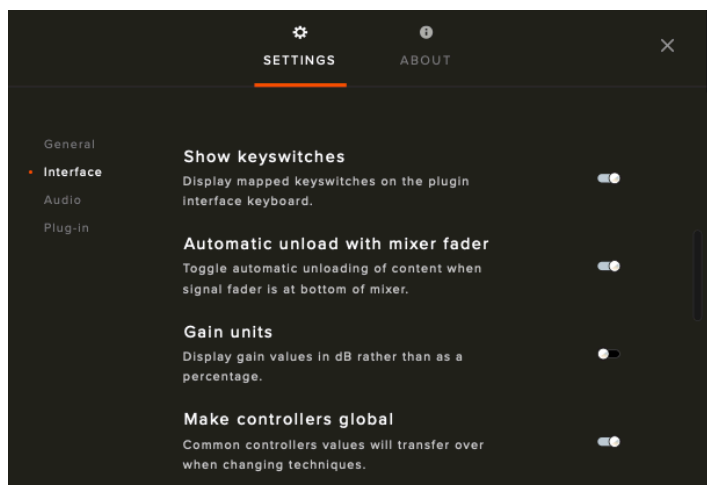 SETTINGS
ABOUT
General
Interface
Audio
Plug-in
Show keyswitches
Display mapped keyswitches on the plugin
interface keyboard.
Automatic unload with mixer fader
Toggle automatic unloading of content when
signal fader is at bottom of mixer.
Gain units
Display gain values in dB rather than as a
percentage.
Make controllers global
Common controllers values will transfer over
when changing techniques.